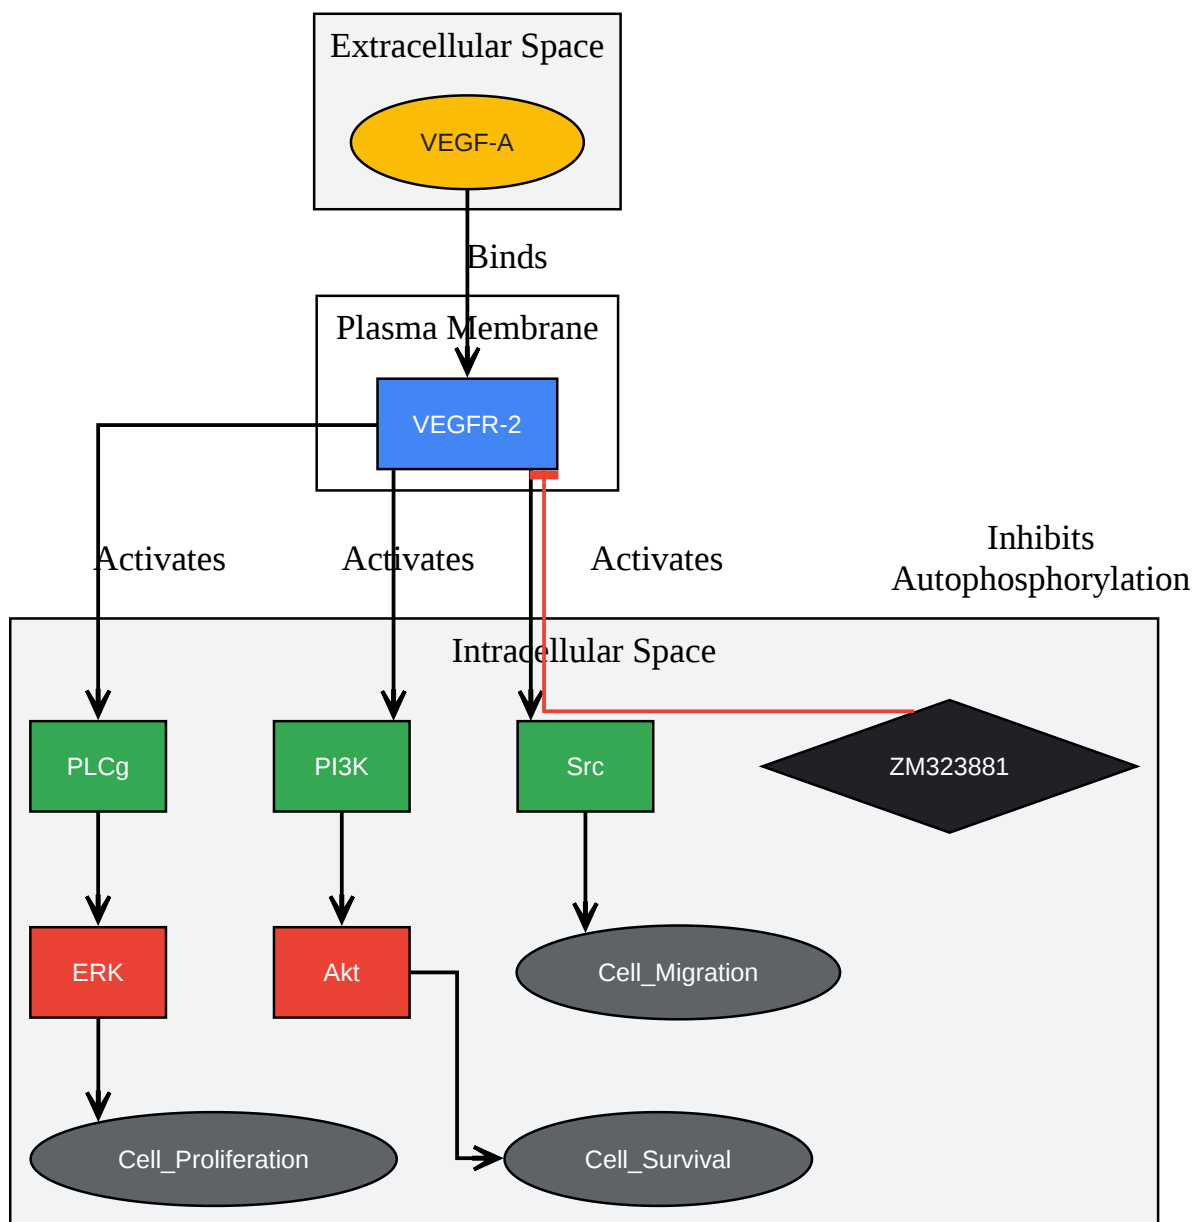 Extracellular Space
VEGF-A
Binds
Plasma Membrane
VEGFR-2
Activates
Activates
Activates
Inhibits
Autophosphorylation
Intracellular Space
PLCg
PI3K
Src
ZM323881
ERK
Akt
Cell_Migration
Cell_Proliferation
Cell_Survival